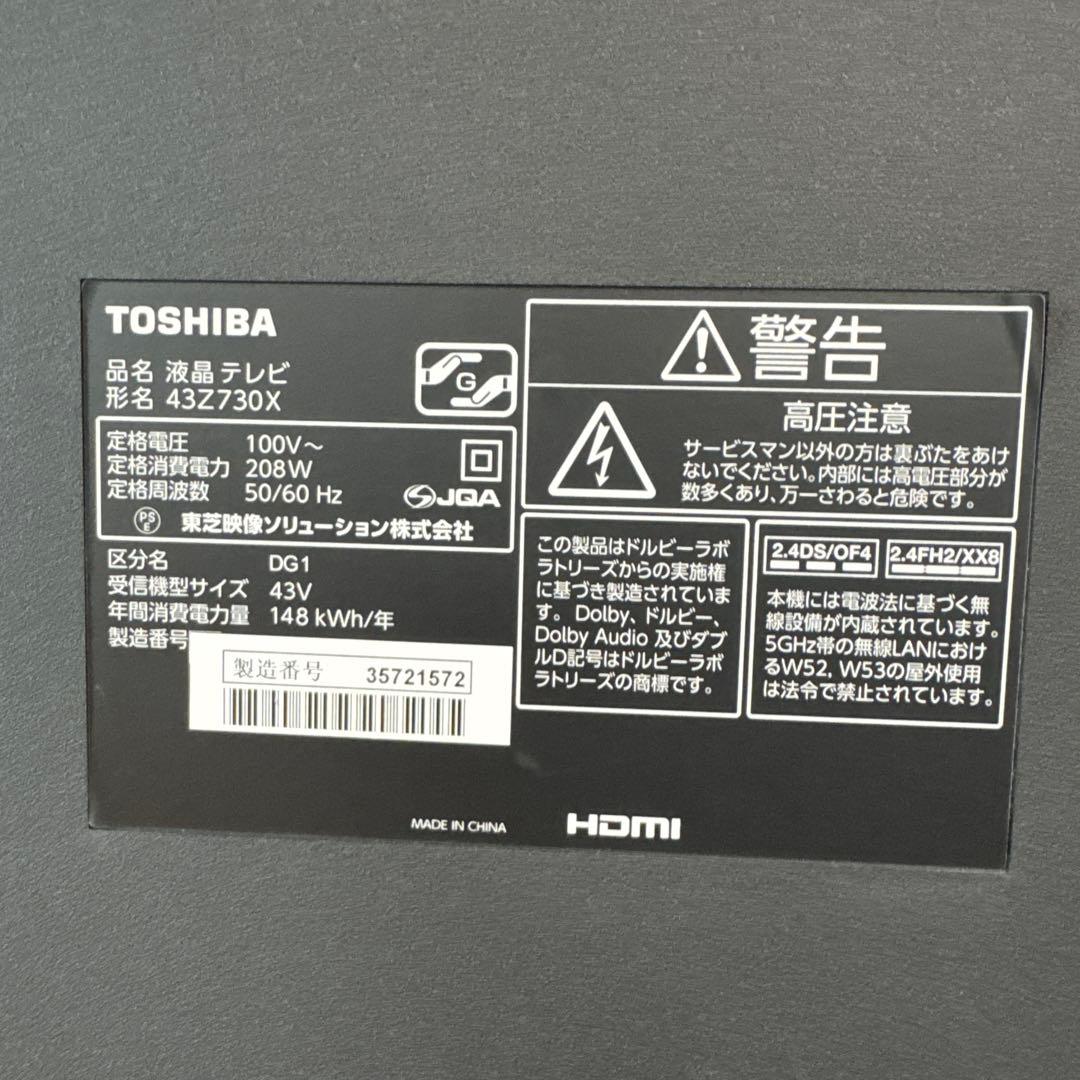 TOSHIBA
品名 液晶テレビ
形名 43Z730X
G
定格電圧 100V～
定格消費電力 208W
定格周波数 50/60 Hz
JQA
PSE 東芝映像ソリューション株式会社
区分名 DG1
受信機型サイズ 43V
年間消費電力量 148 kWh/年
製造番号
製造番号 35721572
MADE IN CHINA
HDMI
警告
高圧注意
サービスマン以外の方は裏ぶたをあけ
ないでください。内部には高電圧部分が
数多くあり、万一さわると危険です。
この製品はドルビーラボ
ラトリーズからの実施権
に基づき製造されていま
す。Dolby、ドルビー、
Dolby Audio 及びダブ
ルD記号はドルビーラボ
ラトリーズの商標です。
2.4DS/OF4 2.4FH2/XX8
本機には電波法に基づく無
線設備が内蔵されています。
5GHz帯の無線LANにおけ
るW52, W53の屋外使用
は法令で禁止されています。